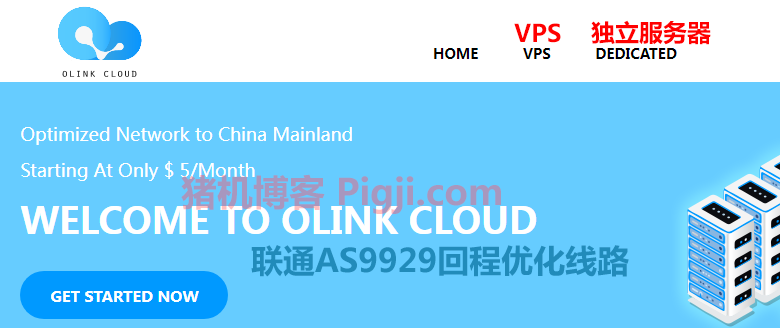 OLINK CLOUD
VPS 独立服务器
HOME VPS DEDICATED
Optimized Network to China Mainland
Starting At Only $ 5/Month
猪机博客 Pigji.com
WELCOME TO OLINK CLOUD
联通AS9929回程优化线路
GET STARTED NOW